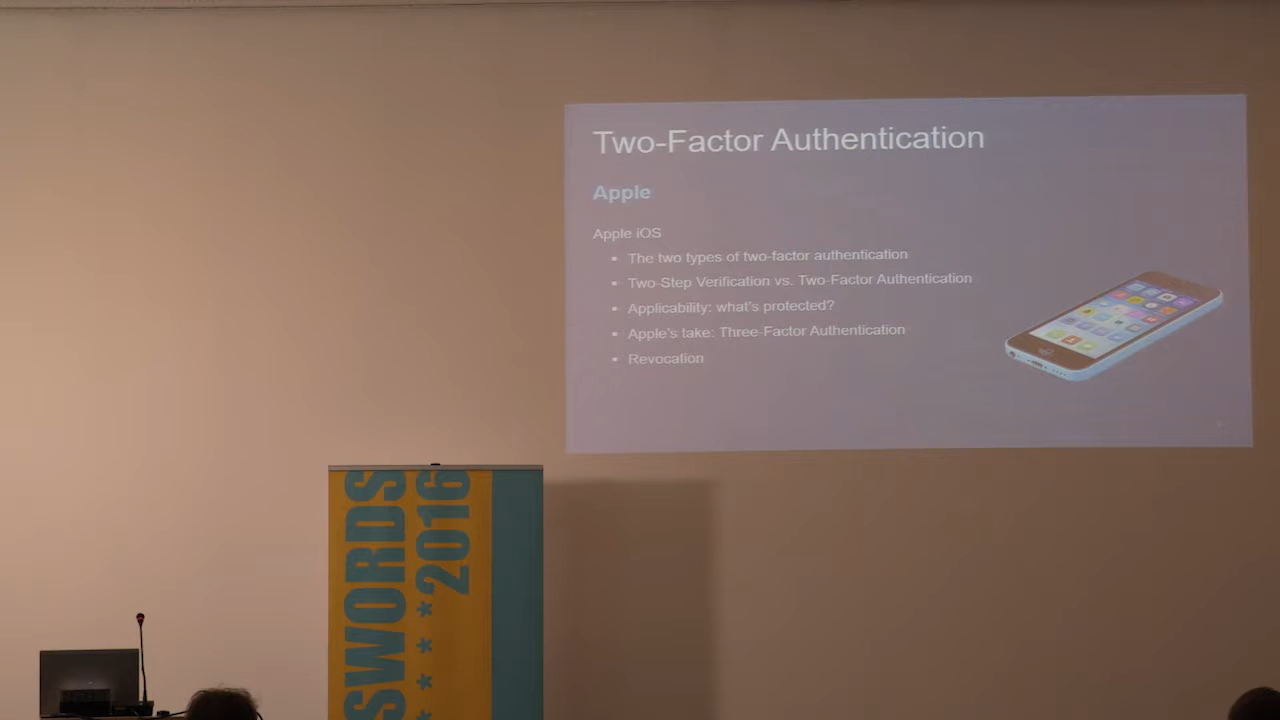 Two-Factor Authentication
Apple
Apple iOS
▪ The two types of two-factor authentication
▪ Two-Step Verification vs. Two-Factor Authentication
▪ Applicability: what's protected?
▪ Apple's take: Three-Factor Authentication
▪ Revocation
SWORDS
****2016